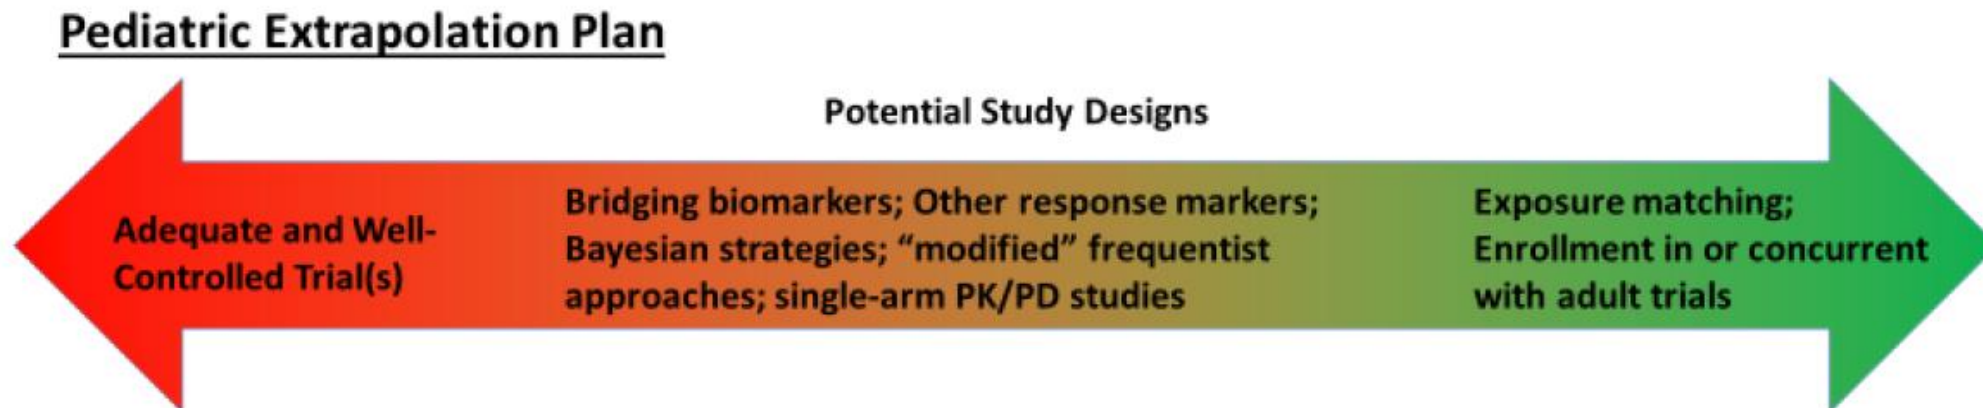 Pediatric Extrapolation Plan
Potential Study Designs
Adequate and Well-
Controlled Trial(s)
Bridging biomarkers; Other response markers;
Bayesian strategies; “modified” frequentist
approaches; single-arm PK/PD studies
Exposure matching;
Enrollment in or concurrent
with adult trials